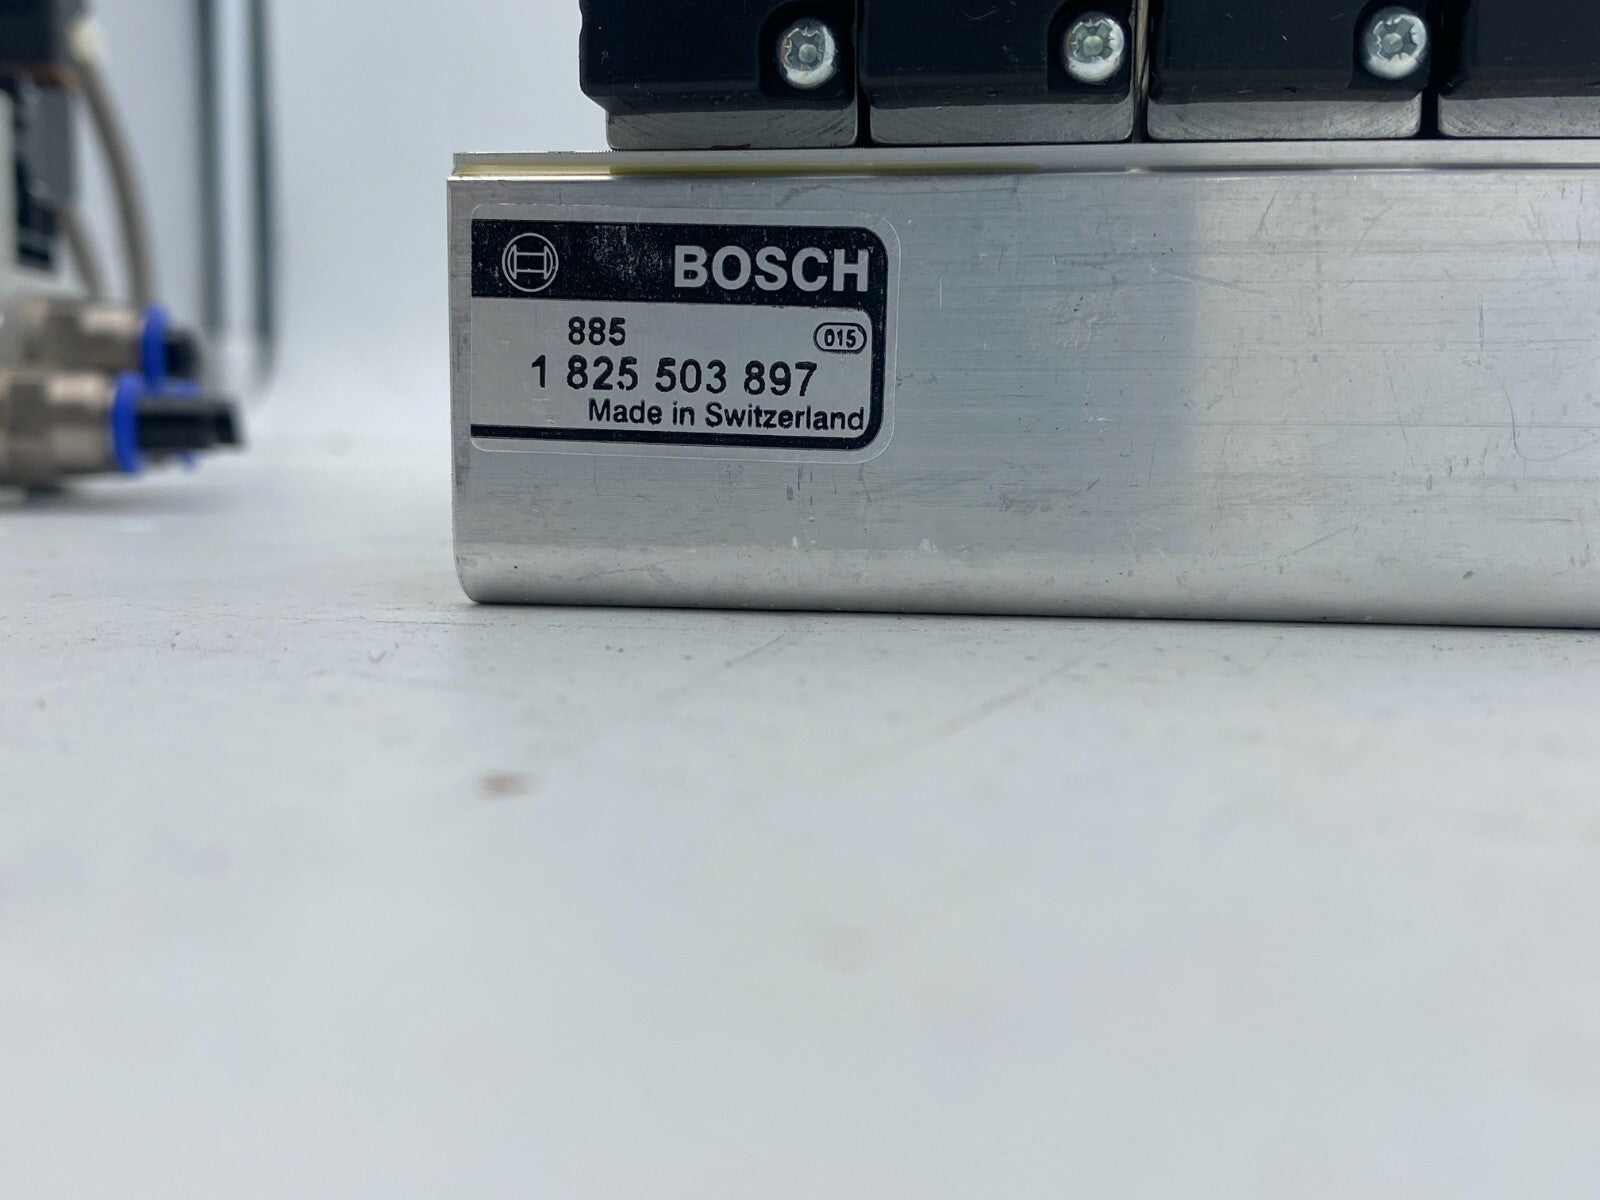 BOSCH
885 015
1 825 503 897
Made in Switzerland